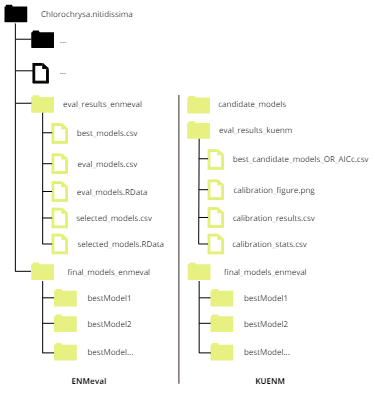 Chlorochrysa.nitidissima
...
...
eval_results_enmeval
best_models.csv
eval_models.csv
eval_models.RData
selected_models.csv
selected_models.RData
final_models_enmeval
bestModel1
bestModel2
bestModel...
ENMeval
candidate_models
eval_results_kuenm
best_candidate_models_OR_AICc.csv
calibration_figure.png
calibration_results.csv
calibration_stats.csv
final_models_enmeval
bestModel1
bestModel2
bestModel...
KUENM